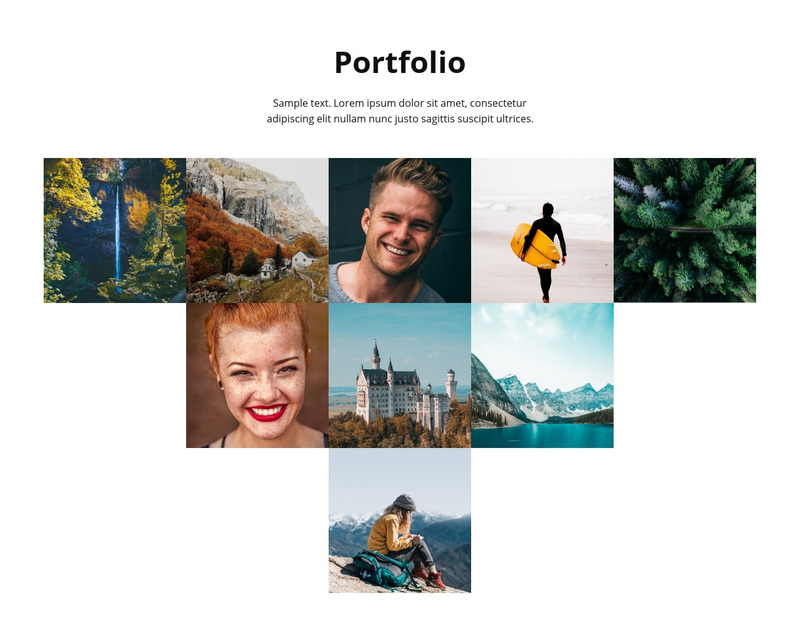 Portfolio
Sample text. Lorem ipsum dolor sit amet, consectetur
adipiscing elit nullam nunc justo sagittis suscipit ultrices.